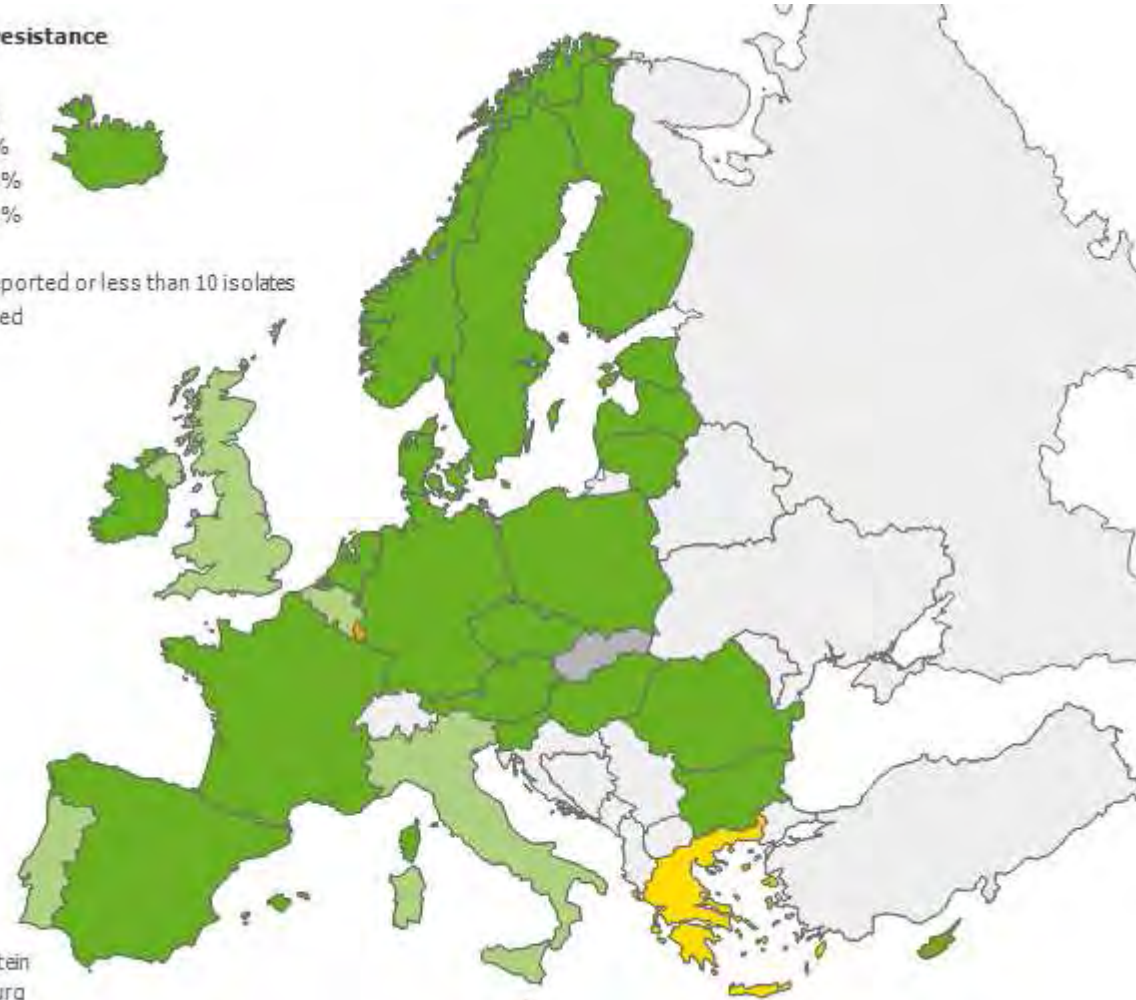 esistance
%
%
%
ported or less than 10 isolates
ed
tein
urg